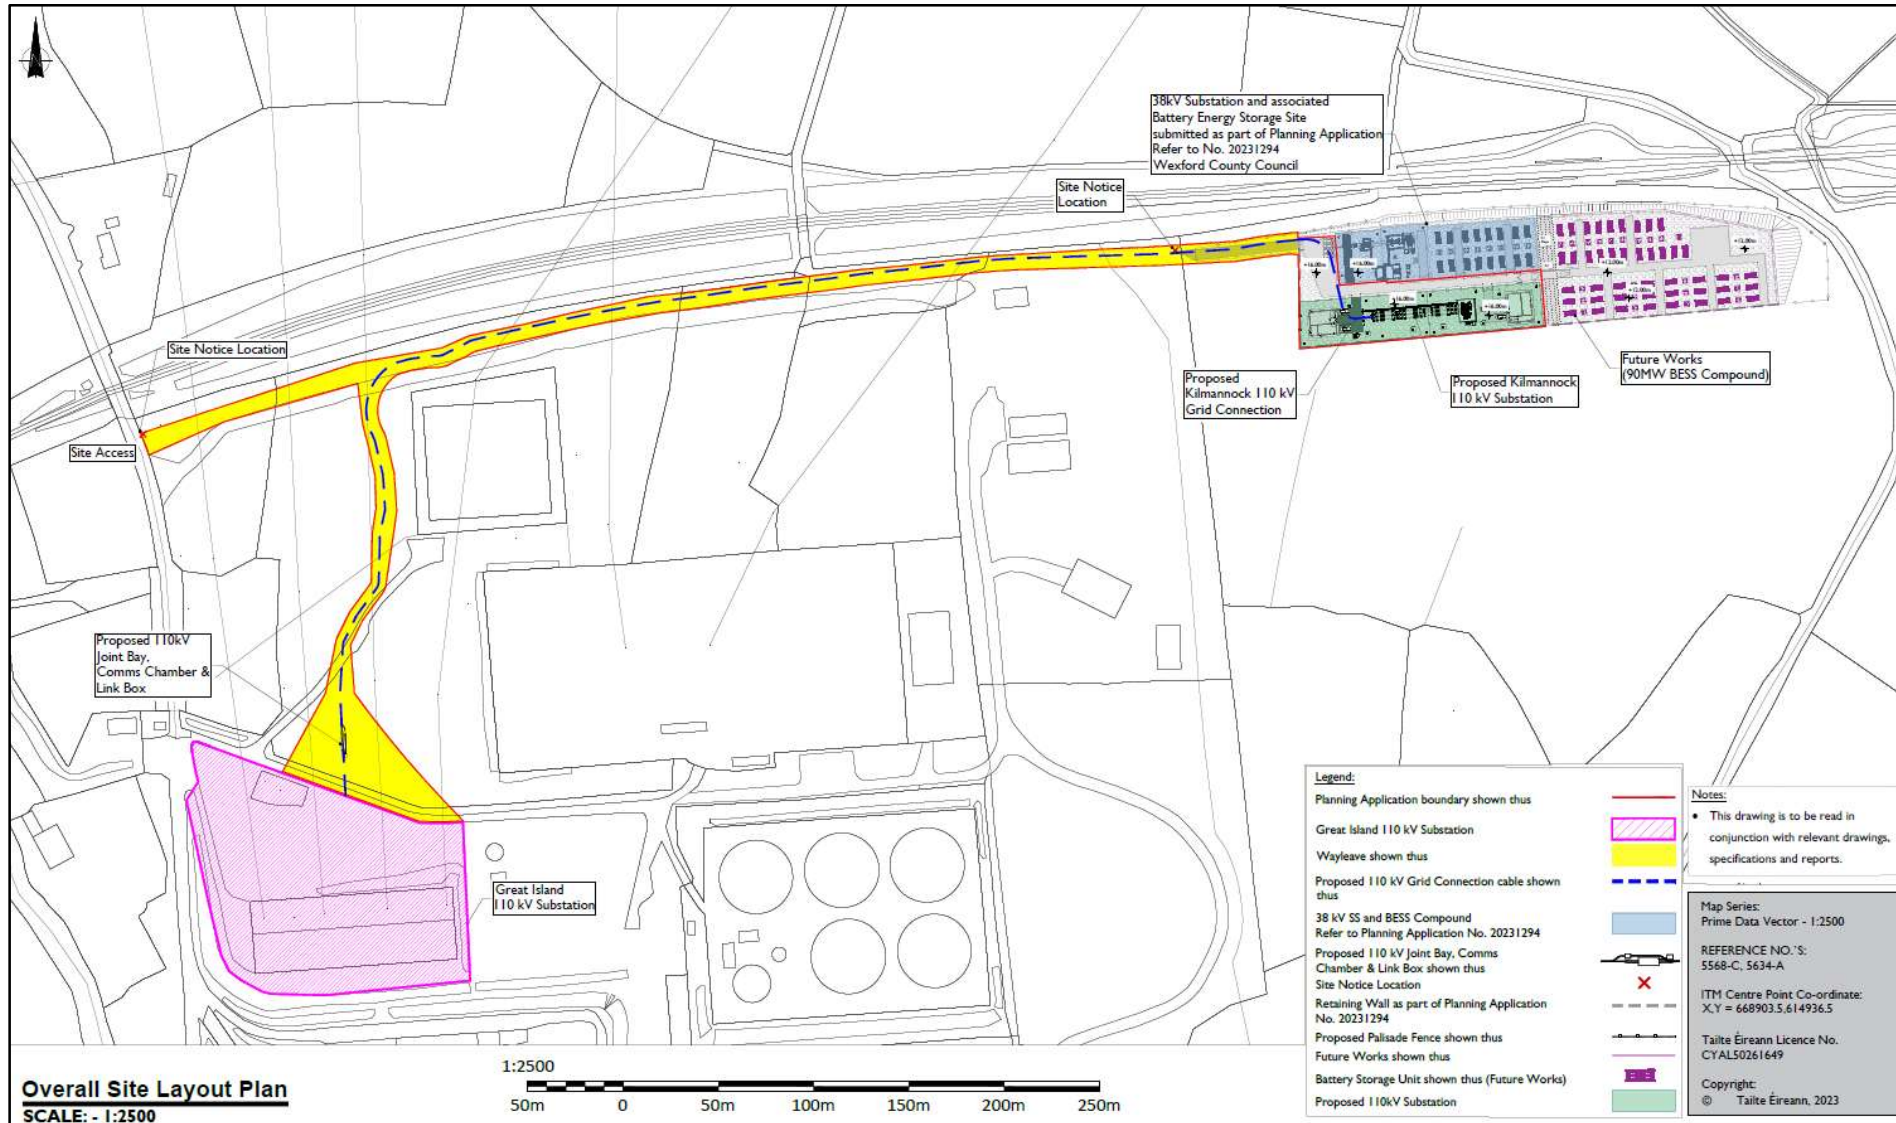 38kV Substation and associated
Battery Energy Storage Site
submitted as part of Planning Application
Refer to No. 20231294
Wexford County Council
Site Notice
Location
+16.00m
+16.00m
+16.00m
+16.00m
Site Notice Location
Site Access
Proposed
Kilmannock 110 kV
Grid Connection
Proposed Kilmannock
110 kV Substation
Future Works
(90MW BESS Compound)
Proposed 110kV
Joint Bay,
Comms Chamber &
Link Box
Great Island
110 kV Substation
Legend:
Planning Application boundary shown thus
Great Island 110 kV Substation
Wayleave shown thus
Proposed 110 kV Grid Connection cable shown
thus
38 kV SS and BESS Compound
Refer to Planning Application No. 20231294
Proposed 110 kV Joint Bay, Comms
Chamber & Link Box shown thus
Site Notice Location
Retaining Wall as part of Planning Application
No. 20231294
Proposed Palisade Fence shown thus
Future Works shown thus
Battery Storage Unit shown thus (Future Works)
Proposed 110kV Substation
Notes:
• This drawing is to be read in
conjunction with relevant drawings,
specifications and reports.
Map Series:
Prime Data Vector - 1:2500
REFERENCE NO.'S:
5568-C, 5634-A
ITM Centre Point Co-ordinate:
X,Y = 668903.5,614936.5
Tailte Éireann Licence No.
CYAL50261649
Copyright:
© Tailte Éireann, 2023
Overall Site Layout Plan
SCALE: - 1:2500
1:2500
50m 0 50m 100m 150m 200m 250m